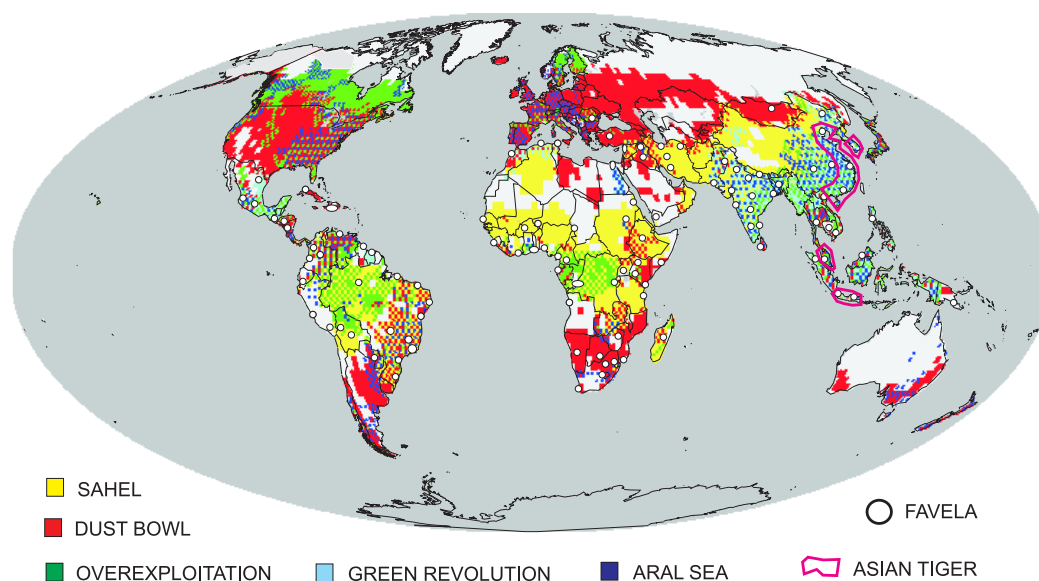 SAHEL
DUST BOWL
OVEREXPLOITATION
GREEN REVOLUTION
ARAL SEA
FAVELA
ASIAN TIGER